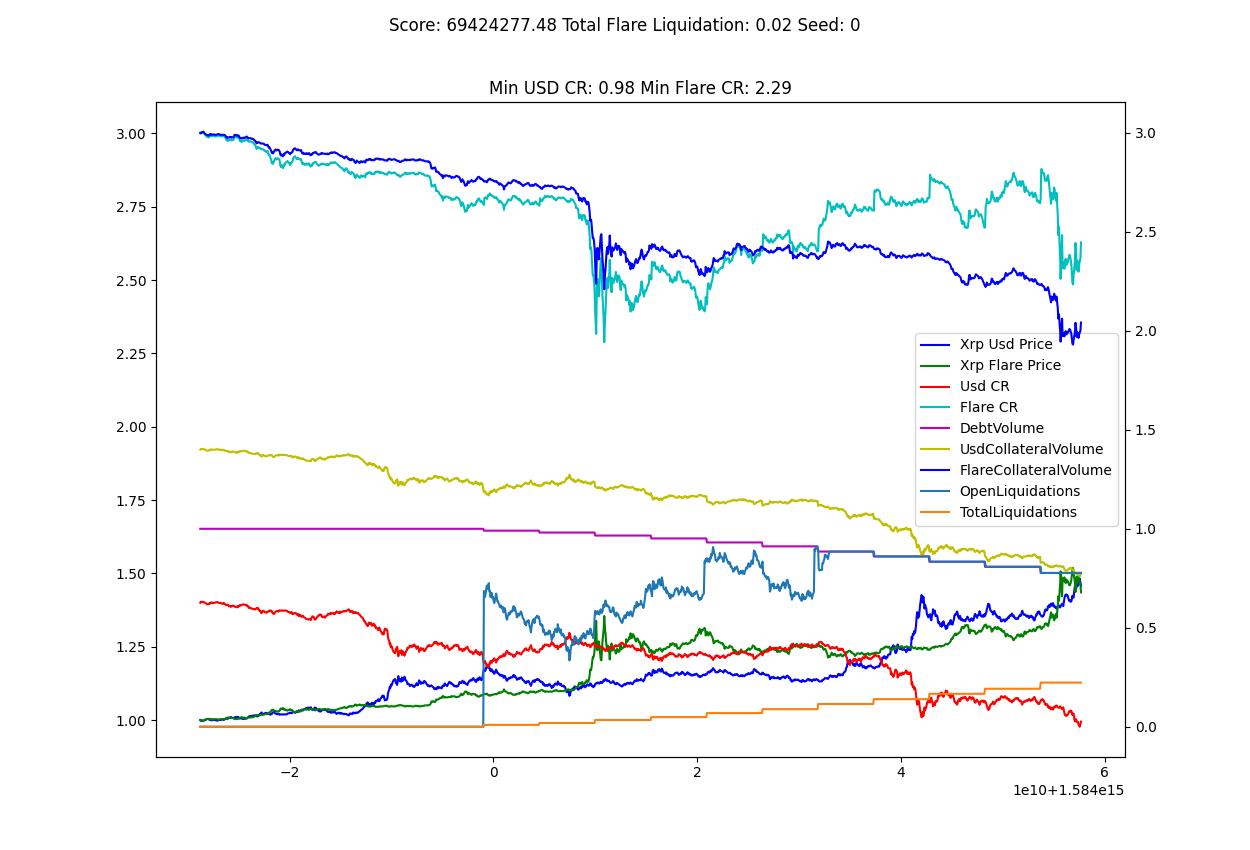 Score: 69424277.48 Total Flare Liquidation: 0.02 Seed: 0
Min USD CR: 0.98 Min Flare CR: 2.29
3.00
2.75
2.50
2.25
2.00
1.75
1.50
1.25
1.00
3.0
2.5
2.0
1.5
1.0
0.5
0.0
Xrp Usd Price
Xrp Flare Price
Usd CR
Flare CR
DebtVolume
UsdCollateralVolume
FlareCollateralVolume
OpenLiquidations
TotalLiquidations
−2
0
2
4
6
1e10+1.584e15